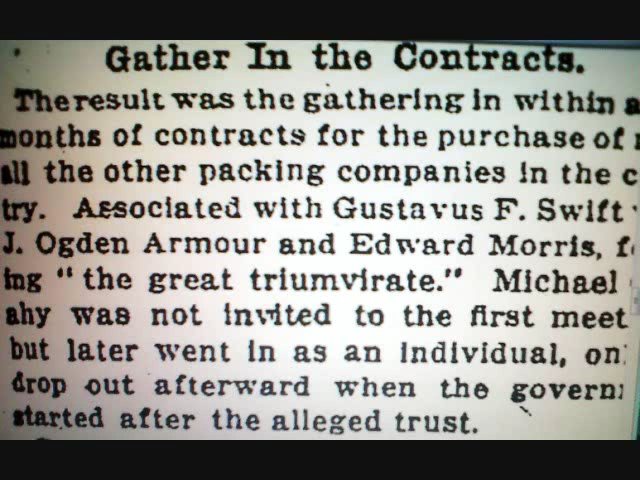 Gather In the Contracts.
The result was the gathering in within a
months of contracts for the purchase of
all the other packing companies in the c
try. Associated with Gustavus F. Swift
J. Ogden Armour and Edward Morris, f
ing "the great triumvirate." Michael
ahy was not invited to the first meet
but later went in as an individual, on
drop out afterward when the governm
started after the alleged trust.